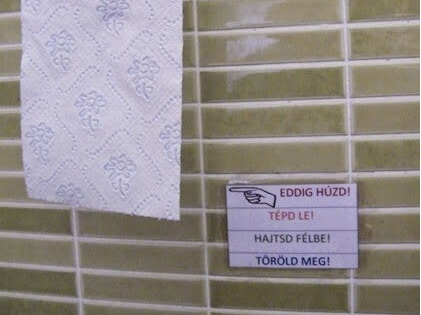 EDDIG HÚZD!
TÉPD LE!
HAJTSD FÉLBE!
TÖRÖLD MEG!